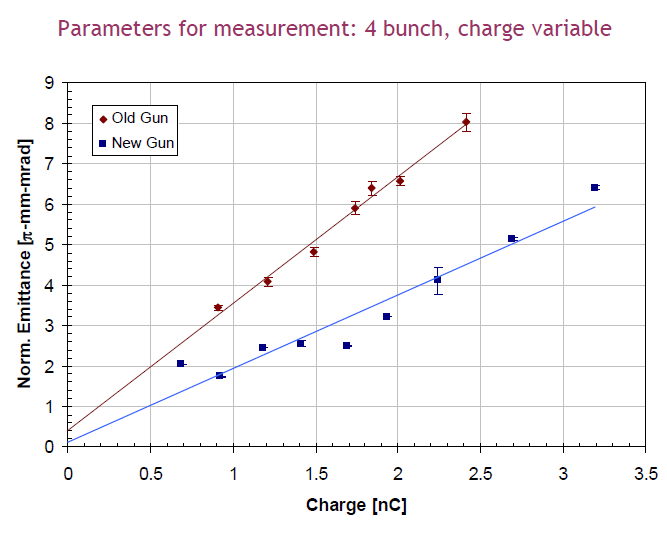 Parameters for measurement: 4 bunch, charge variable
9
8
7
6
5
4
3
2
1
0
Norm. Emittance [π-mm-mrad]
Old Gun
New Gun
0 0.5 1 1.5 2 2.5 3 3.5
Charge [nC]